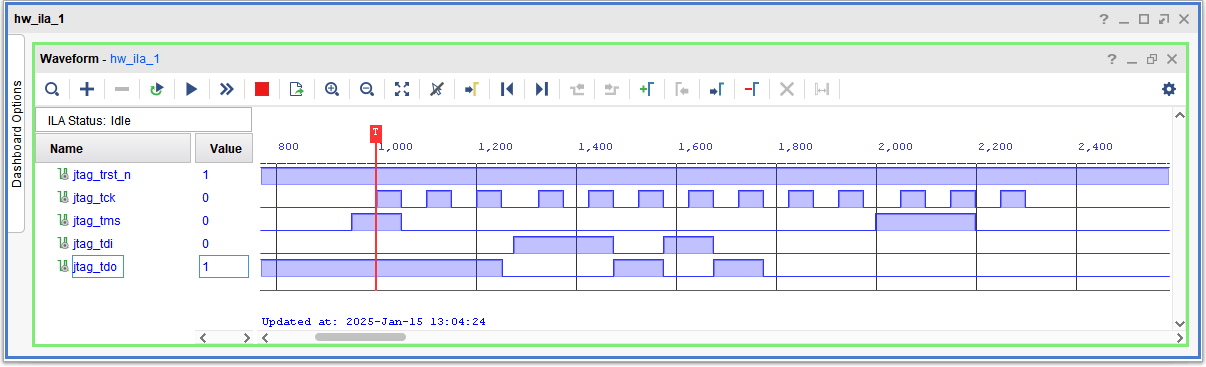 hw_ila_1
Dashboard Options
Waveform - hw_ila_1
ILA Status: Idle
Name Value
T
800 1,000 1,200 1,400 1,600 1,800 2,000 2,200 2,400
jtag_trst_n 1
jtag_tck 0
jtag_tms 0
jtag_tdi 0
jtag_tdo 1
Updated at: 2025-Jan-15 13:04:24